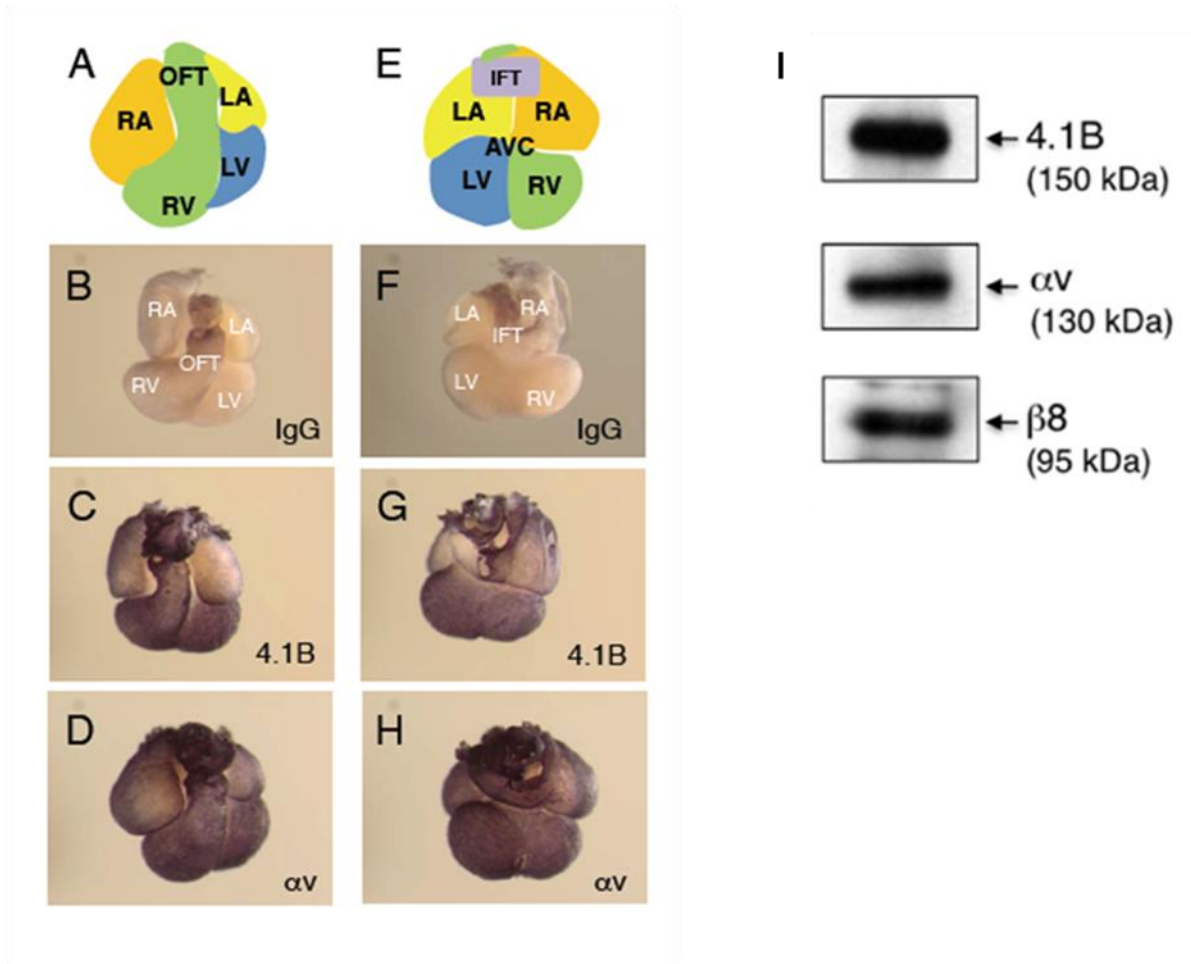 A
OFT
LA
RA
LV
RV
E
IFT
LA
RA
AVC
LV
RV
I
4.1B
(150 kDa)
αv
(130 kDa)
β8
(95 kDa)
B
RA
LA
OFT
RV
LV
IgG
F
LA
RA
IFT
LV
RV
IgG
C
4.1B
G
4.1B
D
αv
H
αv